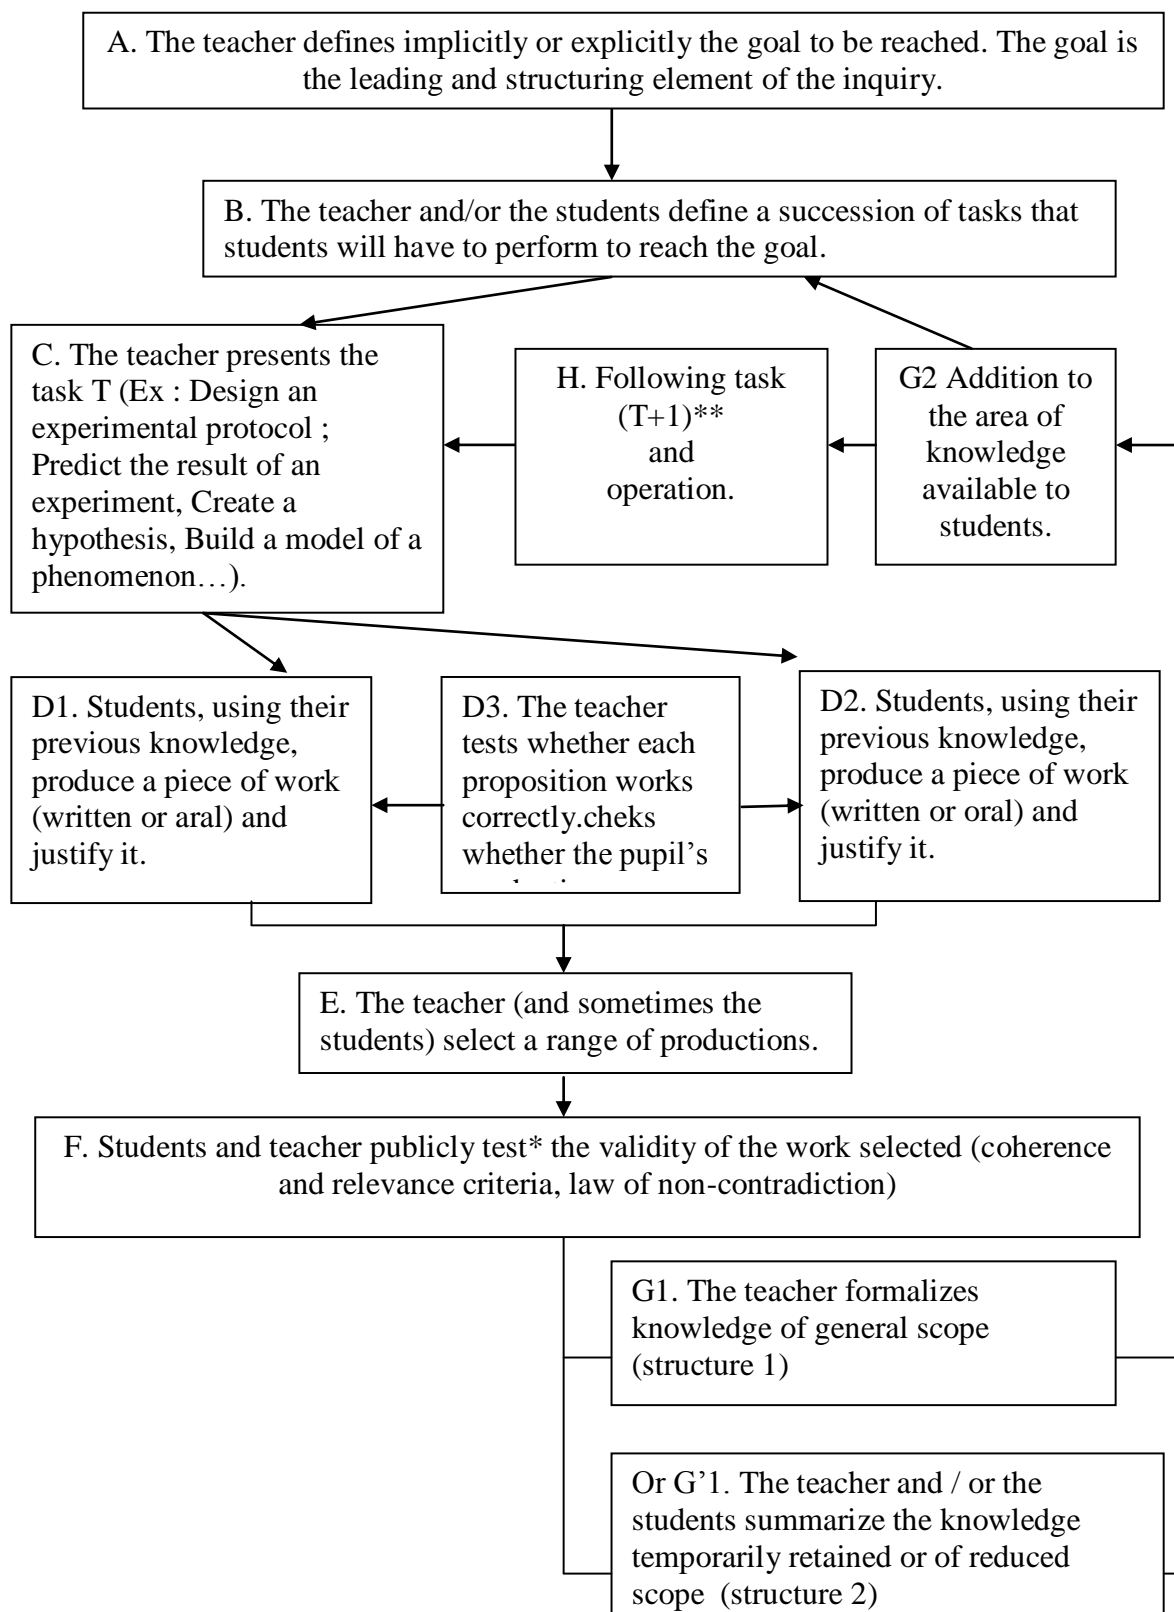 A. The teacher defines implicitly or explicitly the goal to be reached. The goal is
the leading and structuring element of the inquiry.
B. The teacher and/or the students define a succession of tasks that
students will have to perform to reach the goal.
C. The teacher presents the
task T (Ex : Design an
experimental protocol ;
Predict the result of an
experiment, Create a
hypothesis, Build a model of a
phenomenon…).
H. Following task
(T+1)**
and
operation.
G2 Addition to
the area of
knowledge
available to
students.
D1. Students, using their
previous knowledge,
produce a piece of work
(written or aral) and
justify it.
D3. The teacher
tests whether each
proposition works
correctly.cheks
whether the pupil’s
D2. Students, using their
previous knowledge,
produce a piece of work
(written or oral) and
justify it.
E. The teacher (and sometimes the
students) select a range of productions.
F. Students and teacher publicly test* the validity of the work selected (coherence
and relevance criteria, law of non-contradiction)
G1. The teacher formalizes
knowledge of general scope
(structure 1)
Or G’1. The teacher and / or the
students summarize the knowledge
temporarily retained or of reduced
scope  (structure 2)